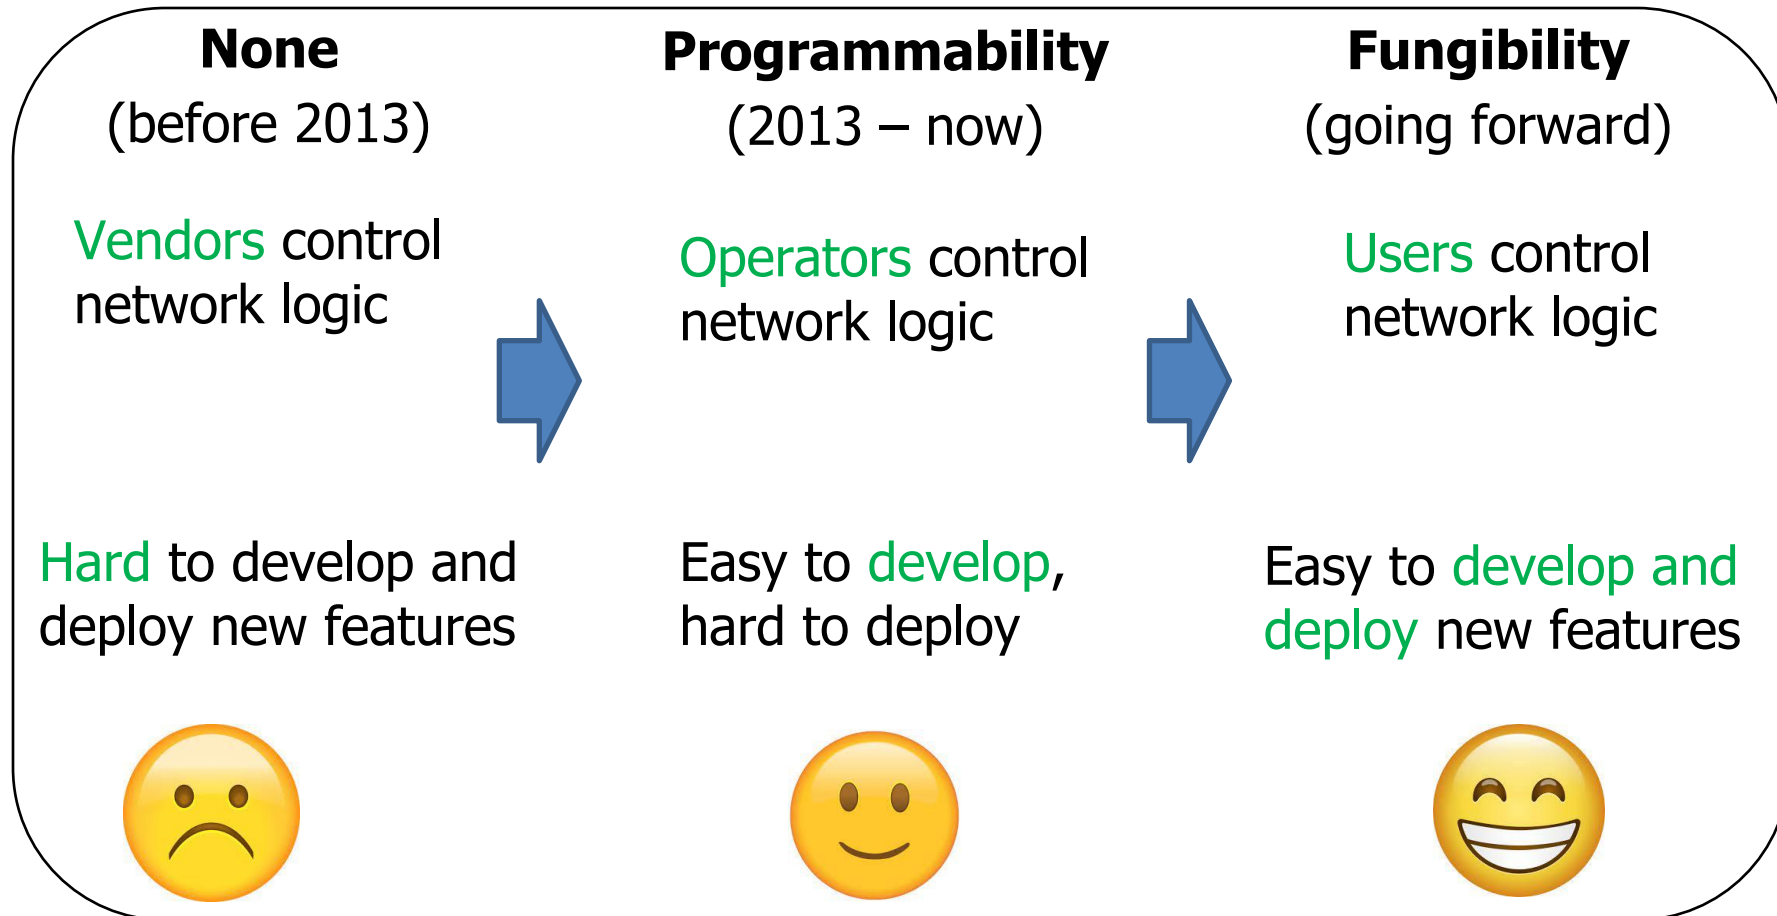 None
(before 2013)
Vendors control
network logic
Hard to develop and
deploy new features
Programmability
(2013 – now)
Operators control
network logic
Easy to develop,
hard to deploy
Fungibility
(going forward)
Users control
network logic
Easy to develop and
deploy new features